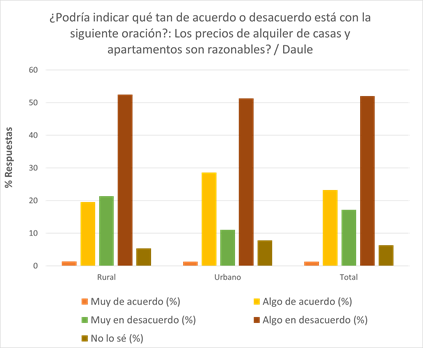 ¿Podría indicar qué tan de acuerdo o desacuerdo está con la
siguiente oración?: Los precios de alquiler de casas y
apartamentos son razonables? / Daule
% Respuestas
60
50
40
30
20
10
0
Rural
Urbano
Total
Muy de acuerdo (%)
Algo de acuerdo (%)
Muy en desacuerdo (%)
Algo en desacuerdo (%)
No lo sé (%)